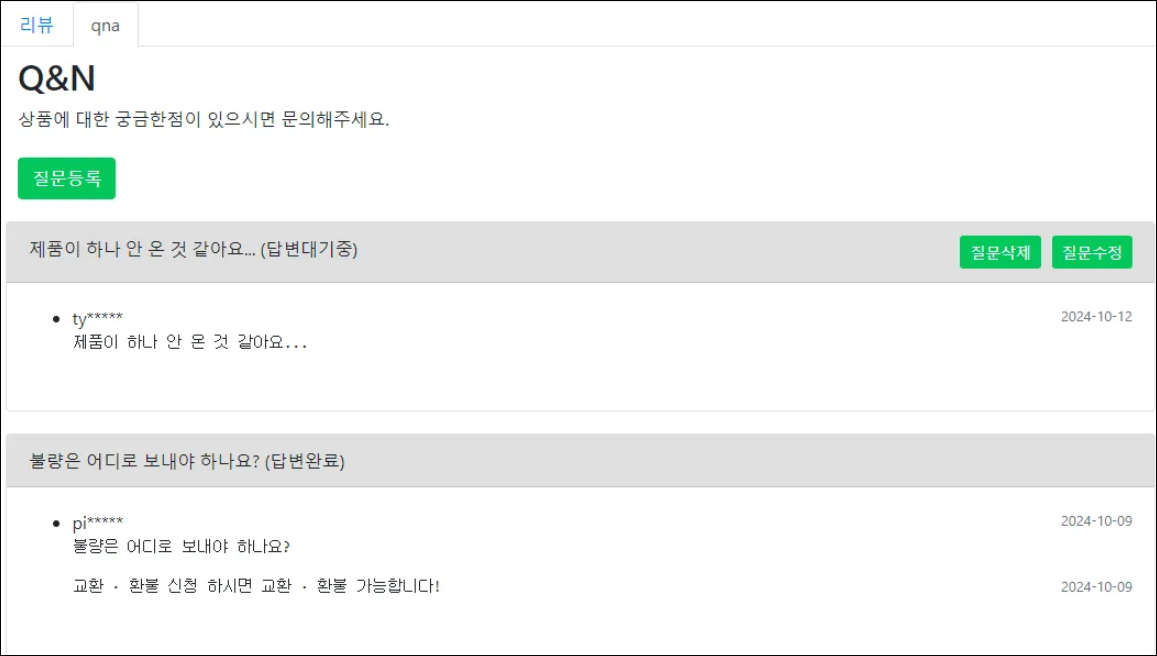 리뷰 qna
Q&N
상품에 대한 궁금한점이 있으시면 문의해주세요.
질문등록
제품이 하나 안 온 것 같아요... (답변대기중) 질문삭제 질문수정
ty***** 2024-10-12
제품이 하나 안 온 것 같아요...
불량은 어디로 보내야 하나요? (답변완료)
pi***** 2024-10-09
불량은 어디로 보내야 하나요?
교환 · 환불 신청 하시면 교환 · 환불 가능합니다! 2024-10-09